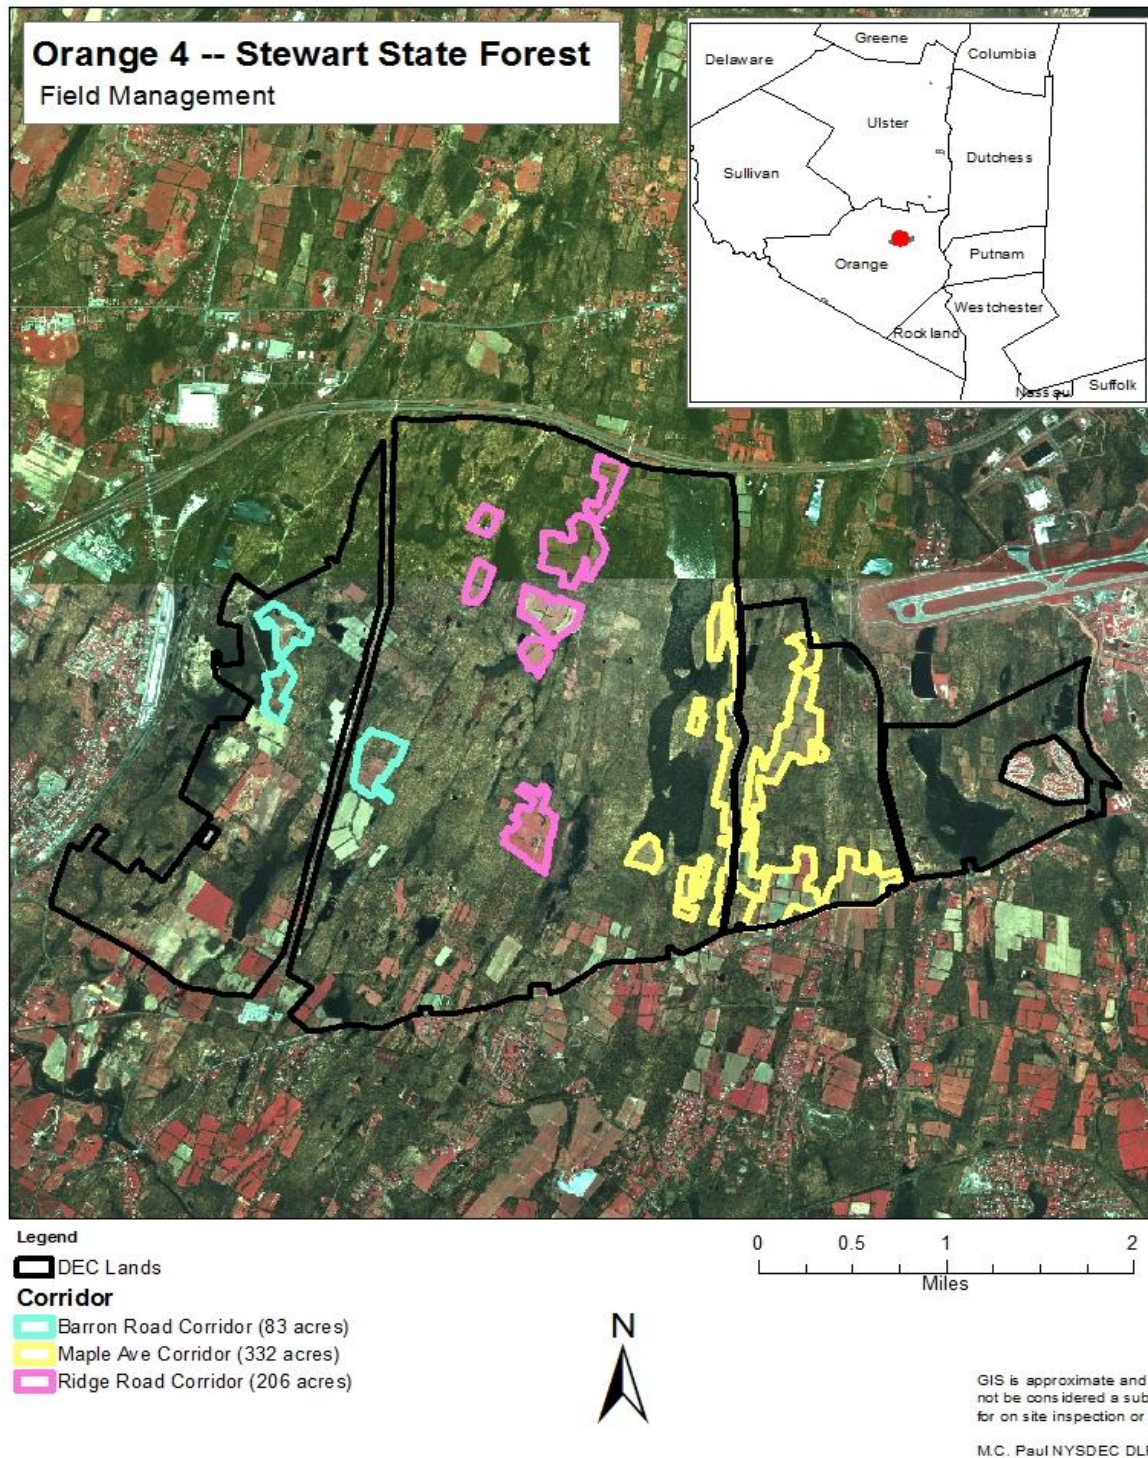 Orange 4 -- Stewart State Forest
Field Management
Greene
Delaware
Columbia
Ulster
Dutchess
Sullivan
Orange
Putnam
Westchester
Rockland
Nassau
Suffolk
Legend
DEC Lands
Corridor
Barron Road Corridor (83 acres)
Maple Ave Corridor (332 acres)
Ridge Road Corridor (206 acres)
0 0.5 1 2
Miles
N
GIS is approximate and
not be considered a sub
for on site inspection or
M.C. Paul NYSDEC DL